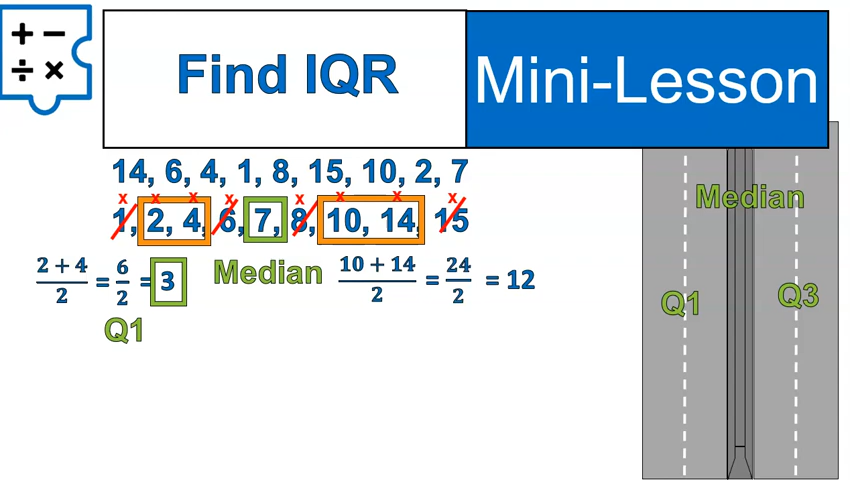 + −
÷ ×
Find IQR
Mini-Lesson
14, 6, 4, 1, 8, 15, 10, 2, 7
x x x x x x x x
1, 2, 4, 6, 7, 8, 10, 14, 15
2 + 4 / 2 = 6 / 2 = 3
Median
10 + 14 / 2 = 24 / 2 = 12
Q1
Median
Q1
Q3